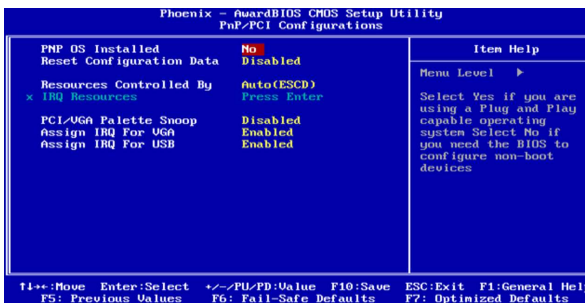 Phoenix - AwardBIOS CMOS Setup Utility
PnP/PCI Configurations
PNP OS Installed No
Reset Configuration Data Disabled
Resources Controlled By Auto(ESCD)
x IRQ Resources Press Enter
PCI/VGA Palette Snoop Disabled
Assign IRQ For VGA Enabled
Assign IRQ For USB Enabled
Item Help
Menu Level ▶
Select Yes if you are
using a Plug and Play
capable operating
system Select No if
you need the BIOS to
configure non-boot
devices
↑↓→←:Move Enter:Select +/-/PU/PD:Value F10:Save ESC:Exit F1:General Hel
F5: Previous Values F6: Fail-Safe Defaults F7: Optimized Defaults